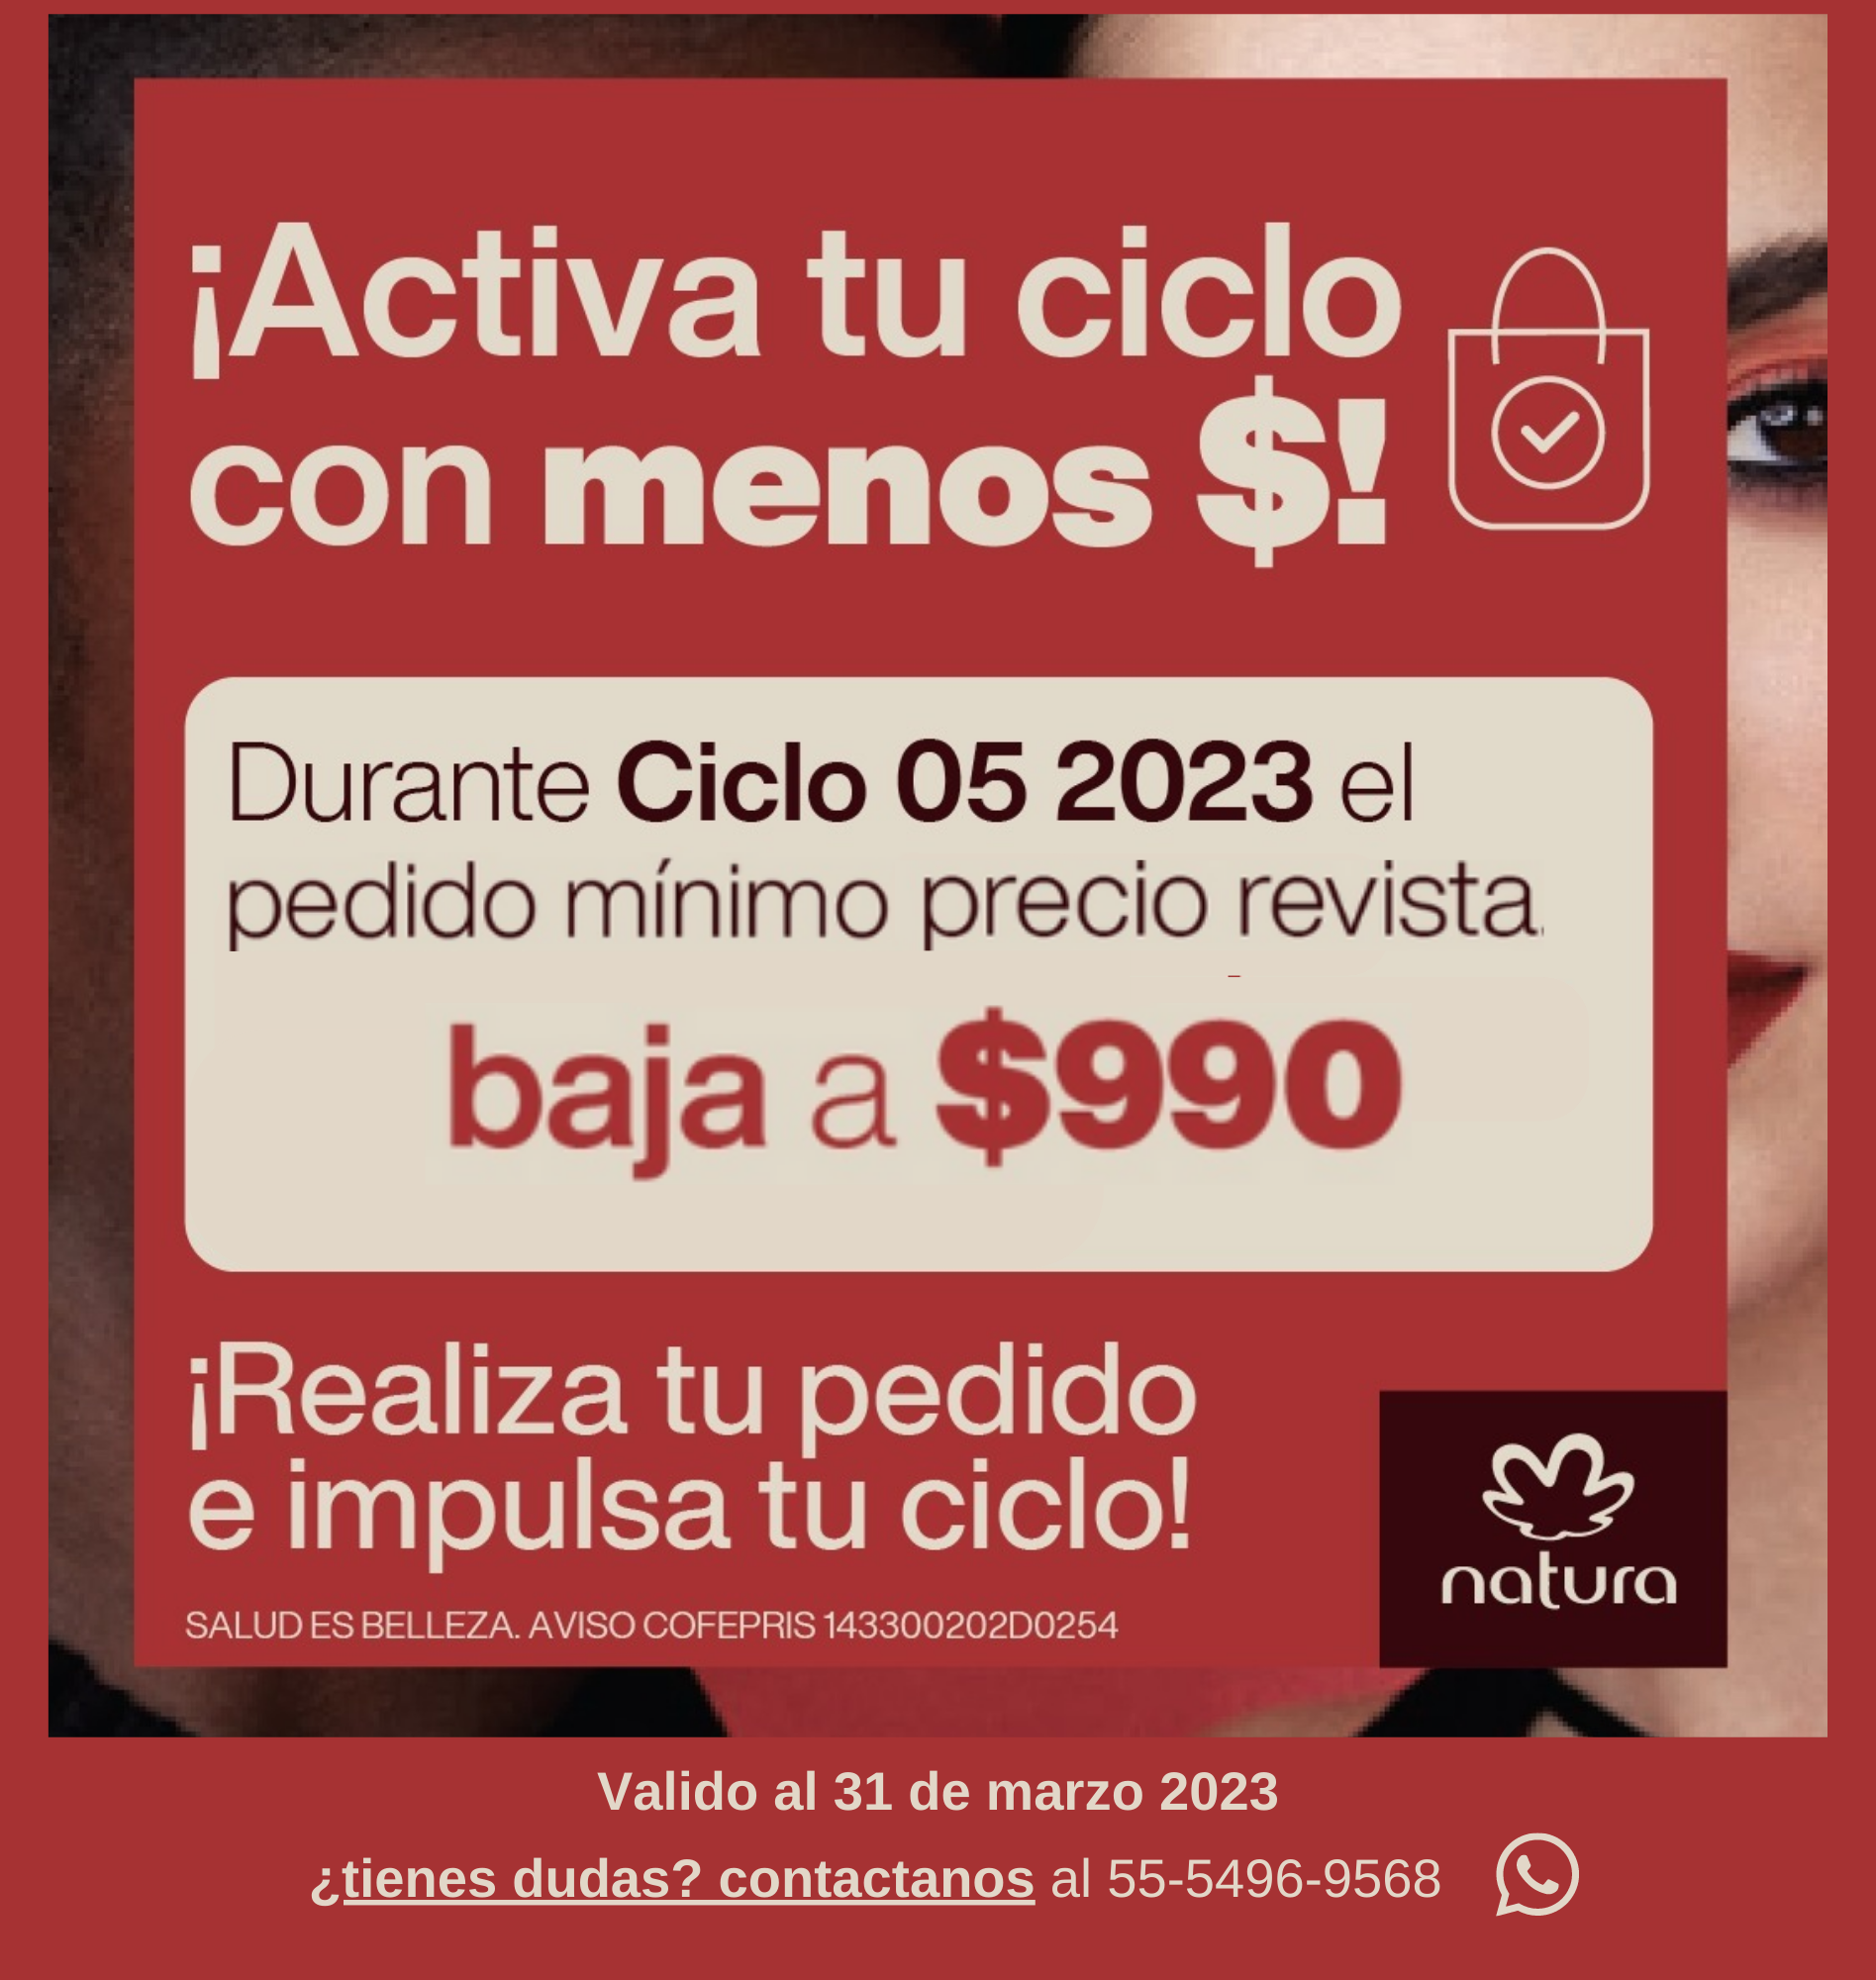 ¡Activa tu ciclo
con menos $!
Durante Ciclo 05 2023 el
pedido mínimo precio revista.
baja a $990
¡Realiza tu pedido
e impulsa tu ciclo!
natura
SALUD ES BELLEZA. AVISO COFEPRIS 143300202D0254
Valido al 31 de marzo 2023
¿tienes dudas? contactanos al 55-5496-9568